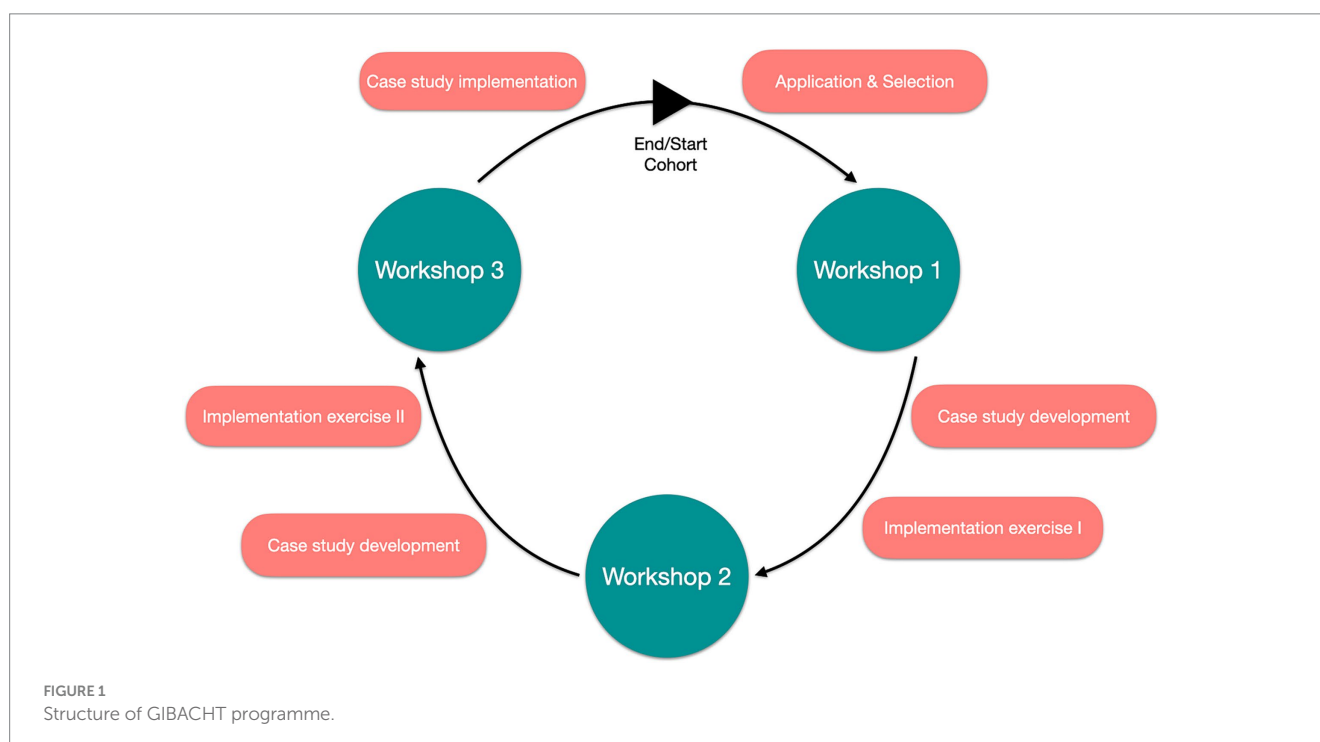 Case study implementation
Application & Selection
End/Start
Cohort
Workshop 3
Workshop 1
Implementation exercise II
Case study development
Case study development
Implementation exercise I
Workshop 2
FIGURE 1
Structure of GIBACHT programme.